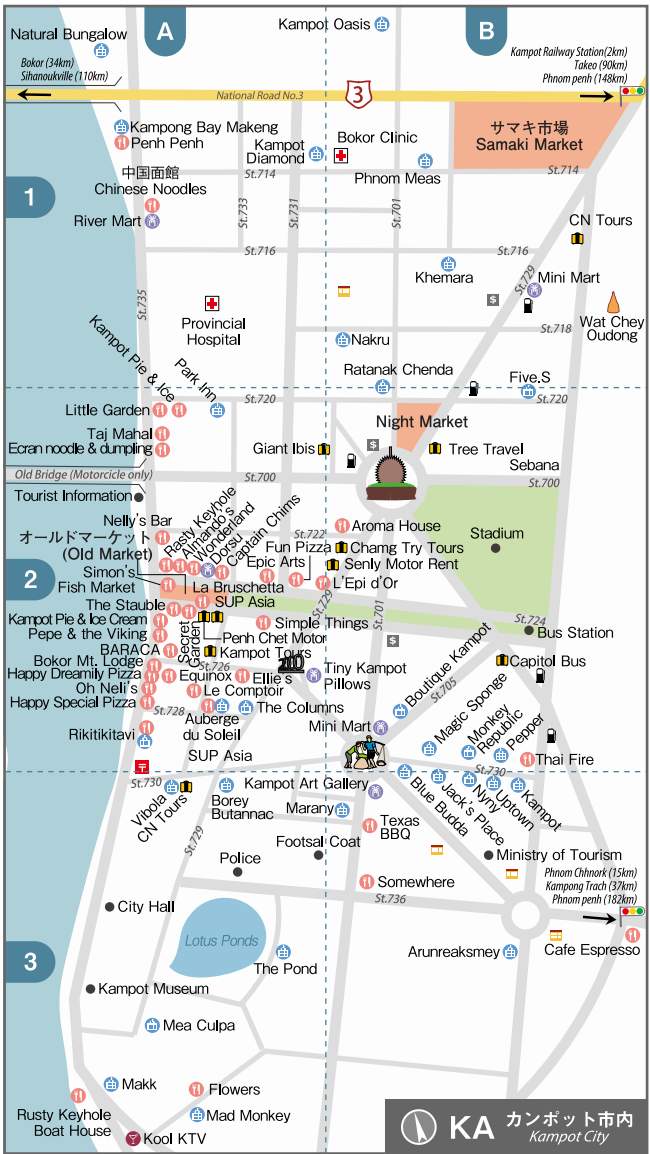 A
B
Kampot Oasis
Natural Bungalow
Bokor (34km)
Sihanoukville (110km)
Kampot Railway Station(2km)
Takeo (90km)
Phnom penh (148km)
National Road No.3
3
Kampong Bay Makeng
Penh Penh
Kampot
Diamond
Bokor Clinic
サマキ市場
Samaki Market
Phnom Meas
St.714
St.714
中国面館
Chinese Noodles
1
River Mart
St.733
St.731
St.701
CN Tours
St.716
St.716
St.729
Khemara
Mini Mart
$
St.735
Provincial
Hospital
St.718
Wat Chey
Oudong
Nakru
Kampot Pie & Ice
Park Inn
Ratanak Chenda
Five.S
St.720
St.720
Little Garden
Night Market
Taj Mahal
Ecran noodle & dumpling
Giant Ibis
$
Tree Travel
Sebana
Old Bridge (Motorcicle only)
St.700
St.700
Tourist Information
Nelly's Bar
Rasty Keyhole
Amando's
Wonderland
Dorsu
Captain Chims
St.722
Aroma House
Stadium
オールドマーケット
(Old Market)
Fun Pizza
Chamg Try Tours
Epic Arts
Senly Motor Rent
2
Simon's
Fish Market
La Bruschetta
L'Epi d'Or
St.729
St.701
The Stauble
SUP Asia
Kampot Pie & Ice Cream
Simple Things
St.724
Pepe & the Viking
Penh Chet Motor
$
Bus Station
BARACA
Secret
Garden
Kampot Tours
Boutique Kampot
Bokor Mt. Lodge
St.726
Capitol Bus
Happy Dreamily Pizza
Equinox
Ellie's
Tiny Kampot
Pillows
St.705
Oh Neli's
Le Comptoir
Happy Special Pizza
St.728
Auberge
du Soleil
The Columns
Magic Sponge
Monkey
Republic
Pepper
Rikitikitavi
Mini Mart
SUP Asia
Thai Fire
St.730
St.730
Vibola
CN Tours
Borey
Butannac
Kampot Art Gallery
Marany
Blue Budda
Jack's Place
Nyny
Uptown
Kampot
St.729
Texas
BBQ
Footsal Coat
Police
Ministry of Tourism
Phnom Chhnork (15km)
Kampong Trach (37km)
Phnom penh (182km)
Somewhere
St.736
City Hall
Lotus Ponds
3
The Pond
Arunreaksmey
Cafe Espresso
Kampot Museum
Mea Culpa
Makk
Flowers
Rusty Keyhole
Boat House
Mad Monkey
Kool KTV
KA カンポット市内
Kampot City